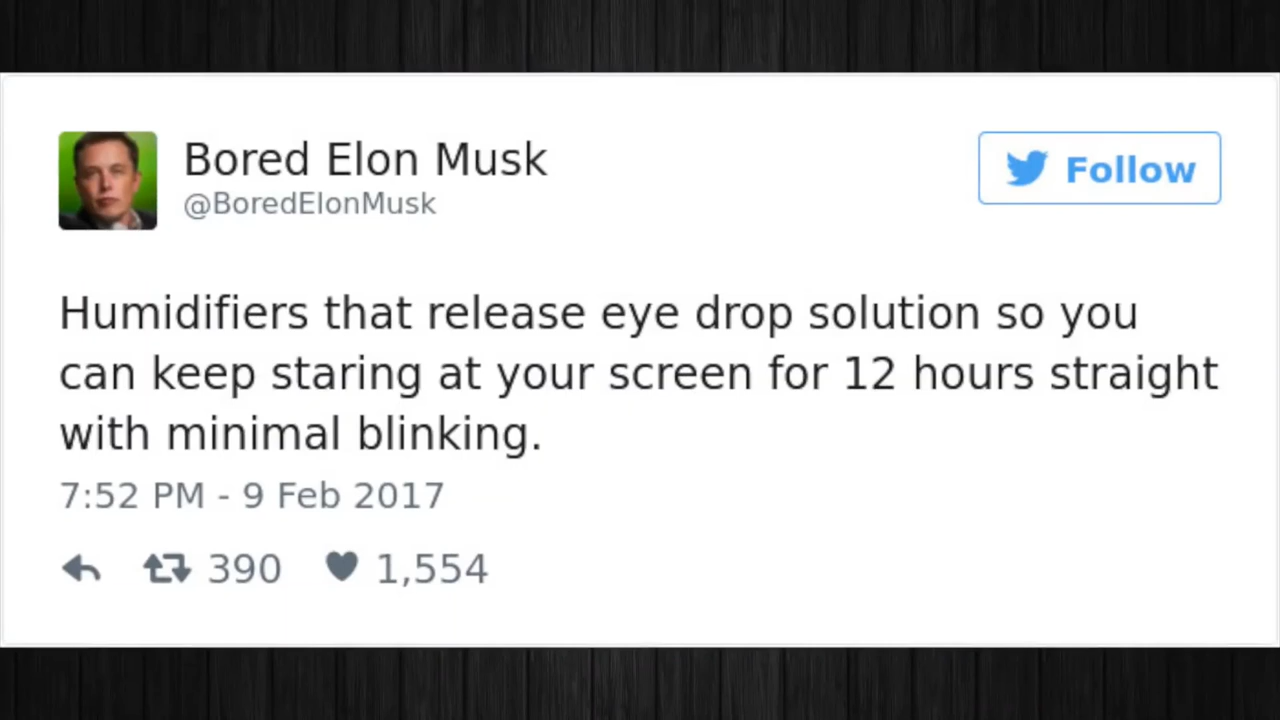 Bored Elon Musk
@BoredElonMusk
Follow
Humidifiers that release eye drop solution so you
can keep staring at your screen for 12 hours straight
with minimal blinking.
7:52 PM - 9 Feb 2017
390 1,554